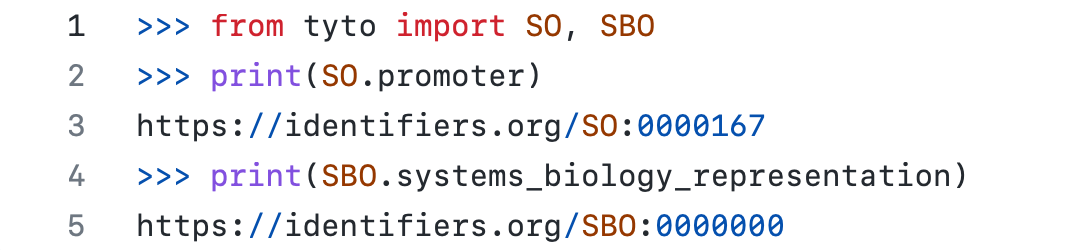 1 >>> from tyto import SO, SBO
2 >>> print(SO.promoter)
3 https://identifiers.org/SO:0000167
4 >>> print(SBO.systems_biology_representation)
5 https://identifiers.org/SBO:0000000